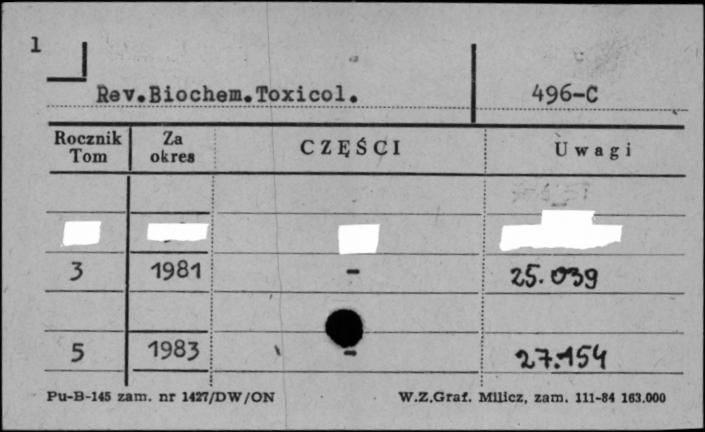 1
Rev.Biochem.Toxicol. 496-C
Rocznik Tom Za okres CZĘŚCI Uwagi
3 1981 - 25.039
5 1983 - 27.154
Pu-B-145 zam. nr 1427/DW/ON W.Z.Graf. Milicz, zam. 111-84 163.000